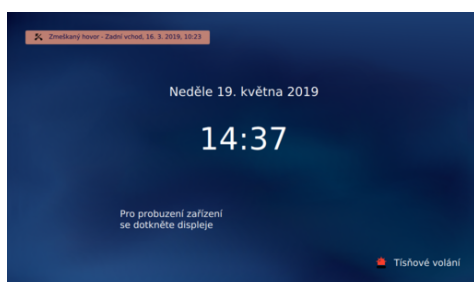 Zmeškaný hovor - Zadní vchod, 16. 3. 2019, 10:23
Neděle 19. května 2019
14:37
Pro probuzení zařízení
se dotkněte displeje
Tísňové volání